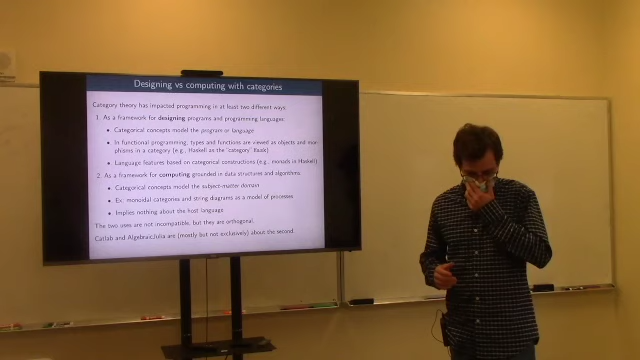 Designing vs computing with categories
Category theory has impacted programming in at least two different ways:
1. As a framework for designing programs and programming languages:
• Categorical concepts model the program or language
• In functional programming, types and functions are viewed as objects and mor-
phisms in a category (e.g., Haskell as the "category" Hask)
• Language features based on categorical constructions (e.g., monads in Haskell)
2. As a framework for computing grounded in data structures and algorithms:
• Categorical concepts model the subject-matter domain
• Ex: monoidal categories and string diagrams as a model of processes
• Implies nothing about the host language
The two uses are not incompatible, but they are orthogonal.
Catlab and AlgebraicJulia are (mostly but not exclusively) about the second.